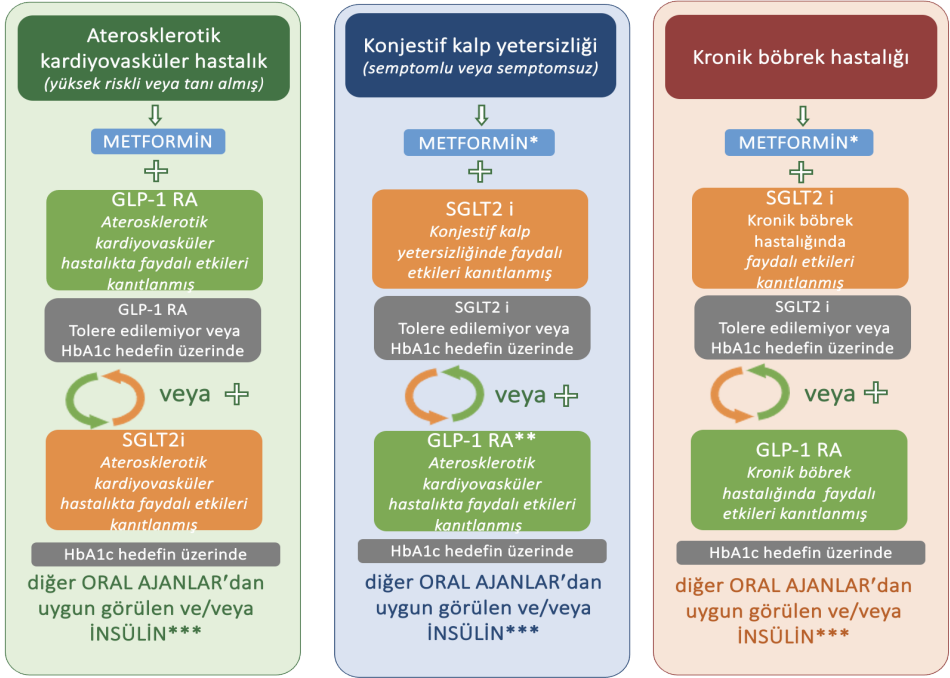 Aterosklerotik
kardiyovasküler hastalık
(yüksek riskli veya tanı almış)
METFORMİN
GLP-1 RA
Aterosklerotik
kardiyovasküler
hastalıkta faydalı etkileri
kanıtlanmış
GLP-1 RA
Tolere edilemiyor veya
HbA1c hedefin üzerinde
veya
SGLT2i
Aterosklerotik
kardiyovasküler
hastalıkta faydalı etkileri
kanıtlanmış
HbA1c hedefin üzerinde
diğer ORAL AJANLAR’dan
uygun görülen ve/veya
İNSÜLİN***
Konjestif kalp yetersizliği
(semptomlu veya semptomsuz)
METFORMİN*
SGLT2 i
Konjestif kalp
yetersizliğinde faydalı
etkileri kanıtlanmış
SGLT2 i
Tolere edilemiyor veya
HbA1c hedefin üzerinde
veya
GLP-1 RA**
Aterosklerotik
kardiyovasküler
hastalıkta faydalı etkileri
kanıtlanmış
HbA1c hedefin üzerinde
diğer ORAL AJANLAR’dan
uygun görülen ve/veya
İNSÜLİN***
Kronik böbrek hastalığı
METFORMİN*
SGLT2 i
Kronik böbrek
hastalığında
faydalı etkileri
kanıtlanmış
SGLT2 i
Tolere edilemiyor veya
HbA1c hedefin üzerinde
veya
GLP-1 RA
Kronik böbrek
hastalığında faydalı
etkileri kanıtlanmış
HbA1c hedefin üzerinde
diğer ORAL AJANLAR’dan
uygun görülen ve/veya
İNSÜLİN***